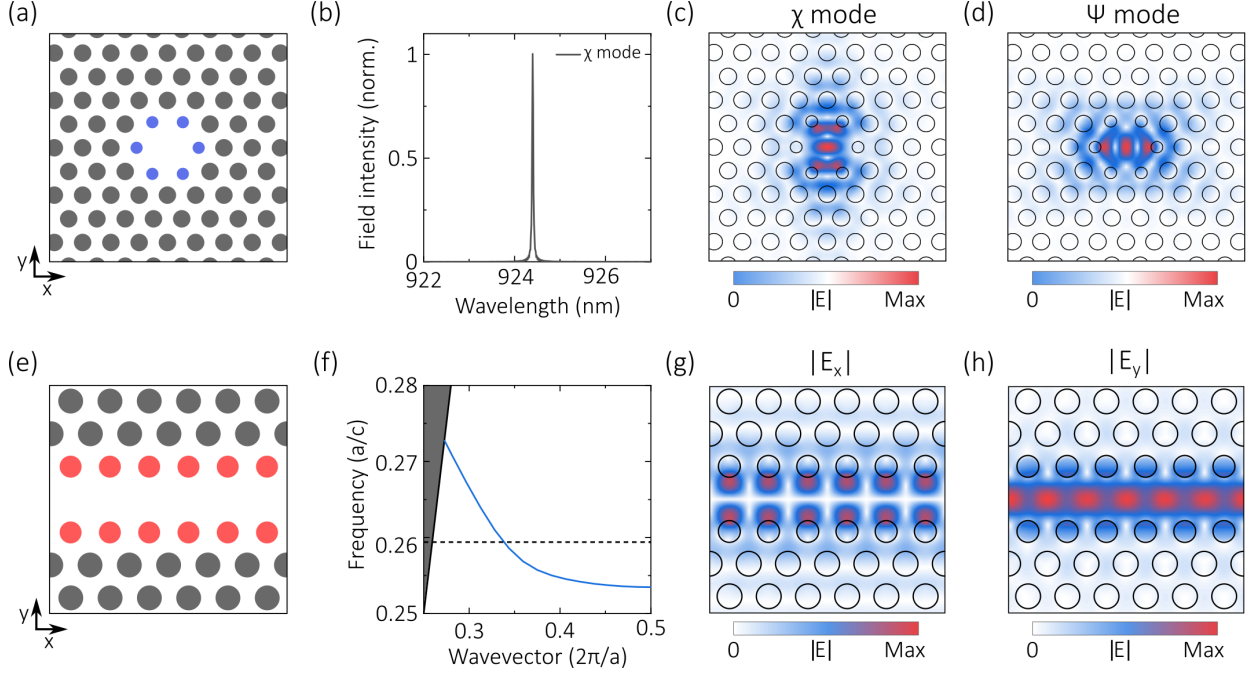 (a)
y
x
(b)
Field intensity (norm.)
1
0.5
0
χ mode
922
924
926
Wavelength (nm)
(c)
χ mode
0
|E|
Max
(d)
Ψ mode
0
|E|
Max
(e)
y
x
(f)
Frequency (a/c)
0.28
0.27
0.26
0.25
0.3
0.4
0.5
Wavevector (2π/a)
(g)
|Eₓ|
0
|E|
Max
(h)
|E_y|
0
|E|
Max